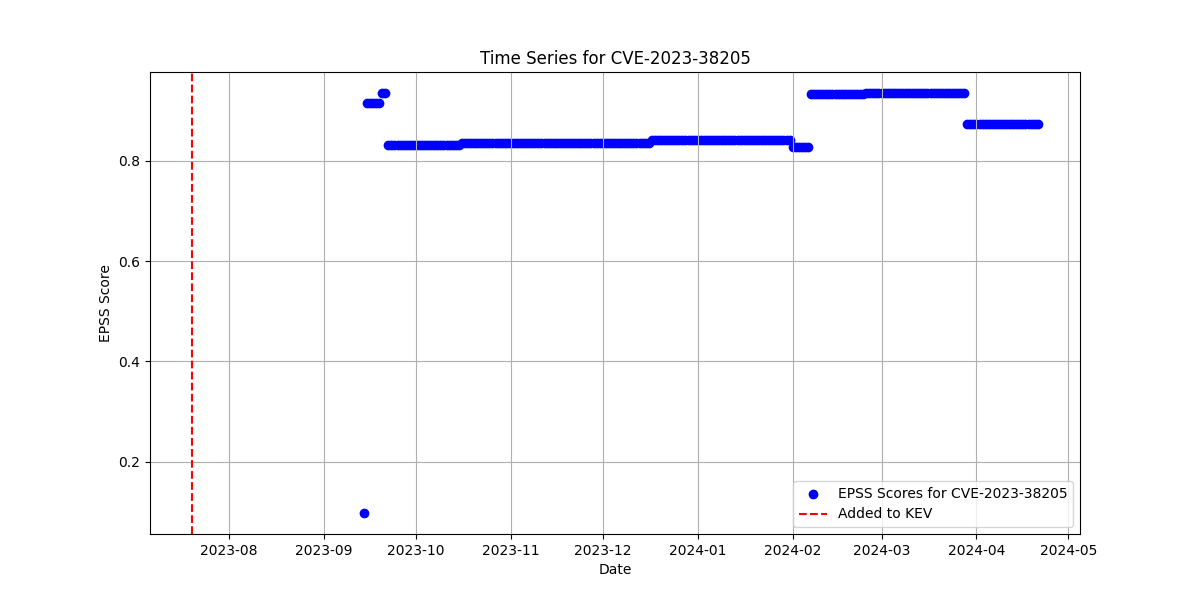 Time Series for CVE-2023-38205
EPSS Score
0.8
0.6
0.4
0.2
EPSS Scores for CVE-2023-38205
Added to KEV
2023-08 2023-09 2023-10 2023-11 2023-12 2024-01 2024-02 2024-03 2024-04 2024-05
Date